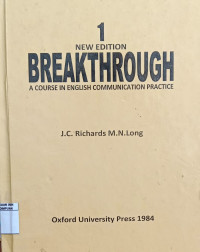 1
NEW EDITION
BREAKTHROUGH
A COURSE IN ENGLISH COMMUNICATION PRACTICE
J.C. Richards M.N.Long
Oxford University Press 1984